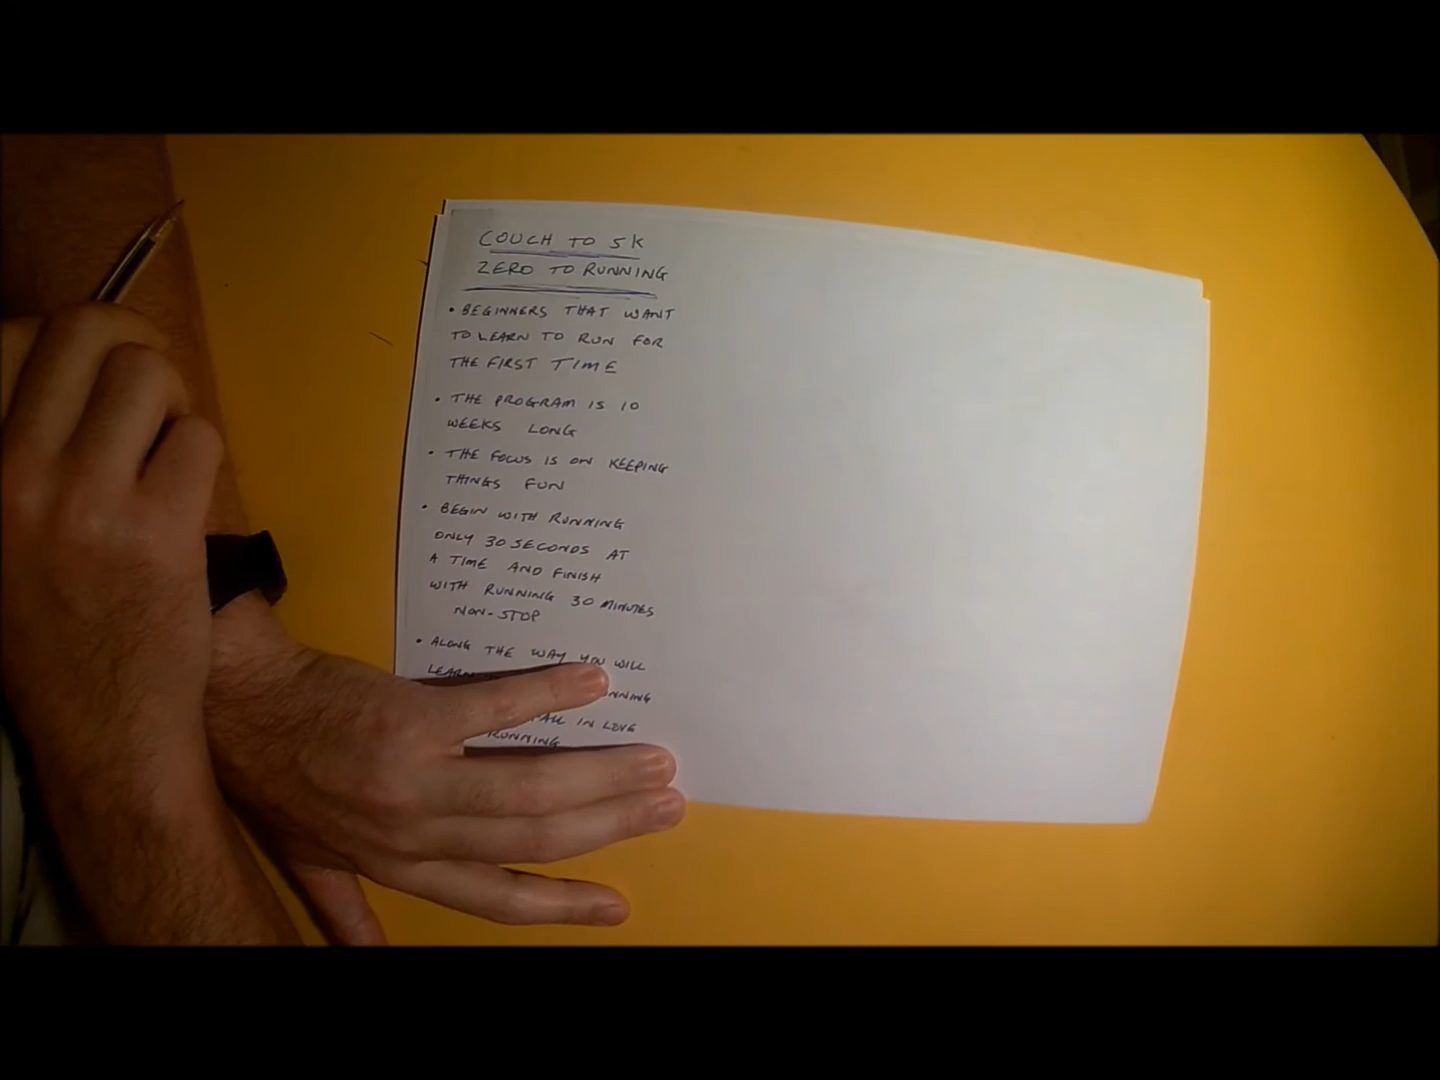 COUCH TO 5K
ZERO TO RUNNING
• BEGINNERS THAT WANT
TO LEARN TO RUN FOR
THE FIRST TIME
• THE PROGRAM IS 10
WEEKS LONG
• THE FOCUS IS ON KEEPING
THINGS FUN
• BEGIN WITH RUNNING
ONLY 30 SECONDS AT
A TIME AND FINISH
WITH RUNNING 30 MINUTES
NON-STOP
• ALONG THE WAY YOU WILL
LEARN
IN LOVE
RUNNING